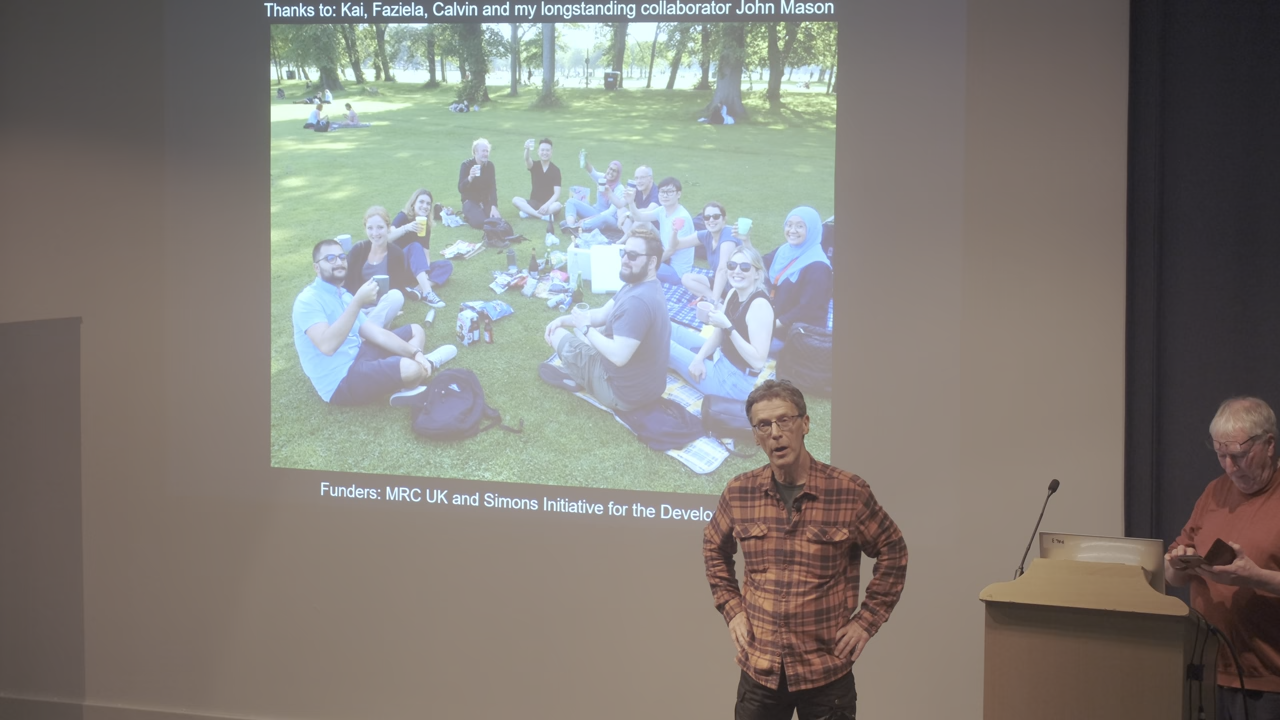 Thanks to: Kai, Faziela, Calvin and my longstanding collaborator John Mason
Funders: MRC UK and Simons Initiative for the Develo